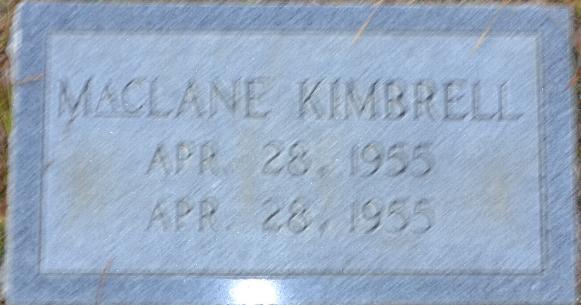 MACLANE KIMBRELL
APR. 28, 1955
APR. 28, 1955